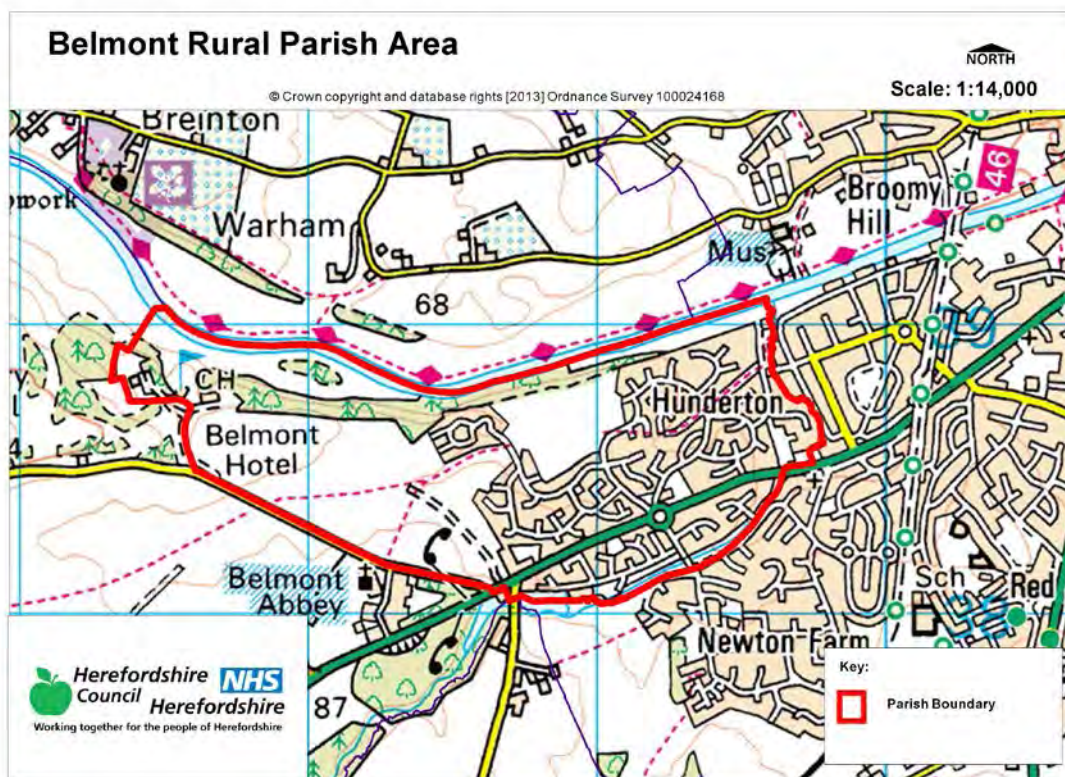 Belmont Rural Parish Area
NORTH
Scale: 1:14,000
© Crown copyright and database rights [2013] Ordnance Survey 100024168
Breinton
46
Broomy
Hill
Warham
work
Mus
68
39
CH
Hunderton
Belmont
Hotel
Belmont
Abbey
Sch
Red
Newton Farm
87
Herefordshire
Council
NHS
Herefordshire
Working together for the people of Herefordshire
Key:
Parish Boundary